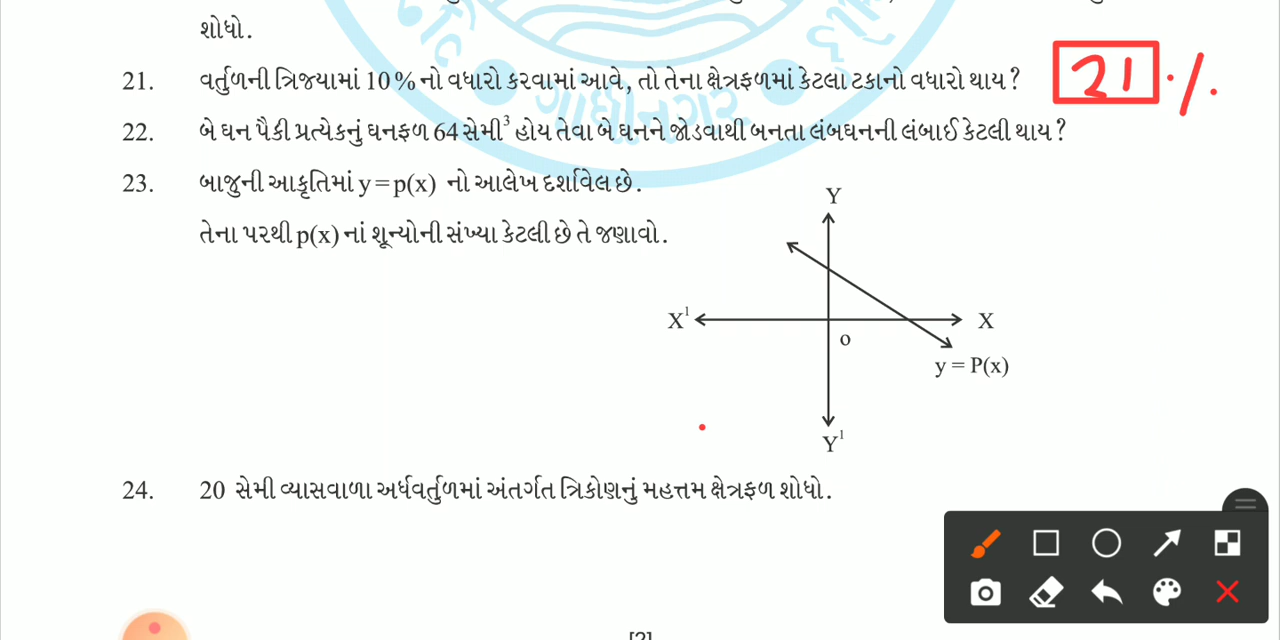 શોધો.
21. વર્તુળની ત્રિજ્યામાં 10 % નો વધારો કરવામાં આવે, તો તેના ક્ષેત્રફળમાં કેટલા ટકાનો વધારો થાય ? 21 %
22. બે ઘન પૈકી પ્રત્યેકનું ઘનફળ 64 સેમી³ હોય તેવા બે ઘનને જોડવાથી બનતા લંબઘનની લંબાઈ કેટલી થાય ?
23. બાજુની આકૃતિમાં y = p(x) નો આલેખ દર્શાવેલ છે.
Y
તેના પરથી p(x) નાં શૂન્યોની સંખ્યા કેટલી છે તે જણાવો.
X¹ X
o
y = P(x)
Y¹
24. 20 સેમી વ્યાસવાળા અર્ધવર્તુળમાં અંતર્ગત ત્રિકોણનું મહત્તમ ક્ષેત્રફળ શોધો.
ગાંધીનગર